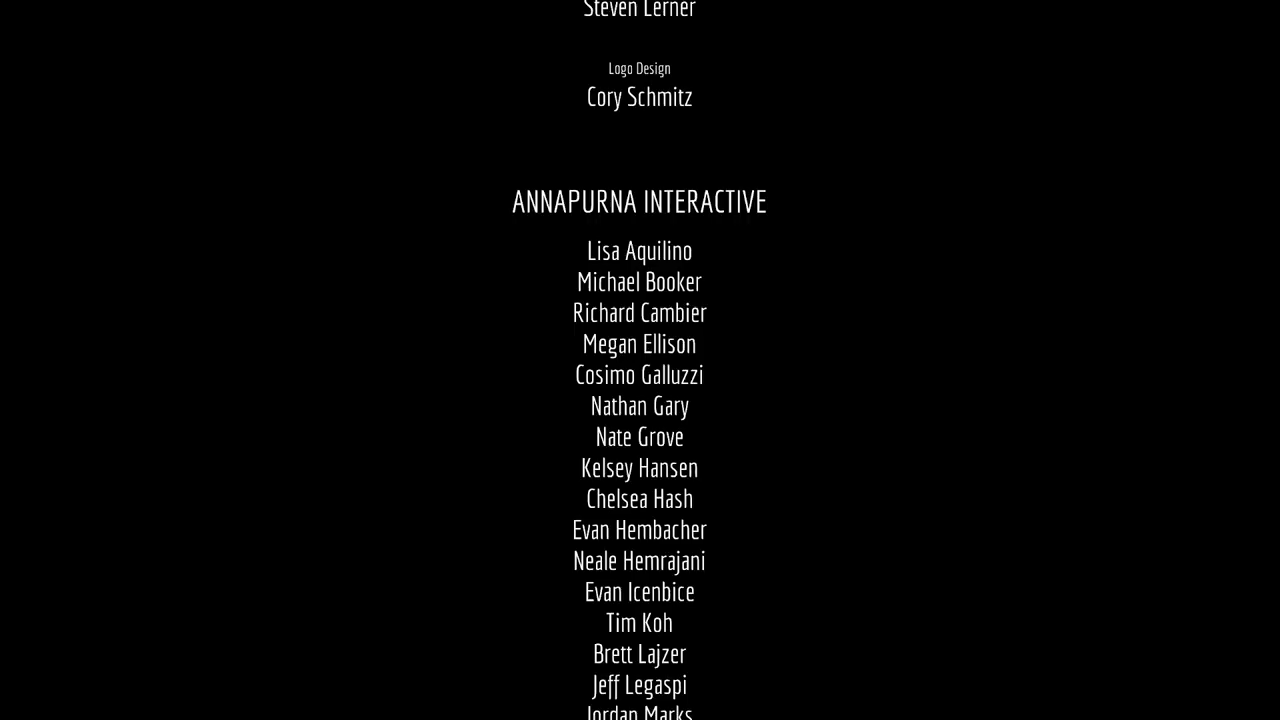 Steven Lerner
Logo Design
Cory Schmitz
ANNAPURNA INTERACTIVE
Lisa Aquilino
Michael Booker
Richard Cambier
Megan Ellison
Cosimo Galluzzi
Nathan Gary
Nate Grove
Kelsey Hansen
Chelsea Hash
Evan Hembacher
Neale Hemrajani
Evan Icenbice
Tim Koh
Brett Lajzer
Jeff Legaspi
Jordan Marks